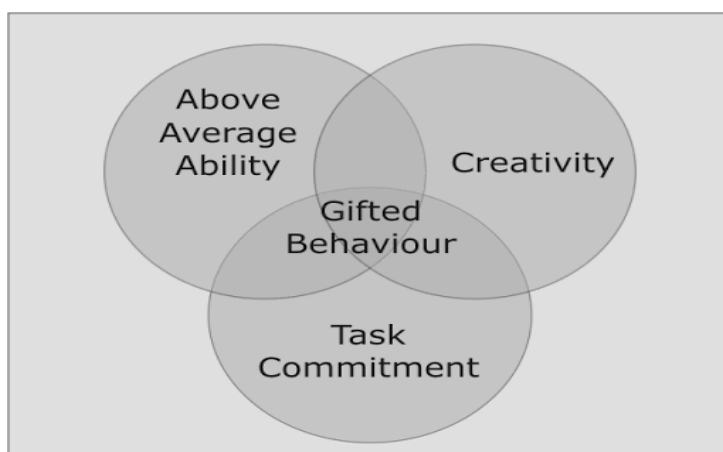 Above
Average
Ability
Creativity
Gifted
Behaviour
Task
Commitment